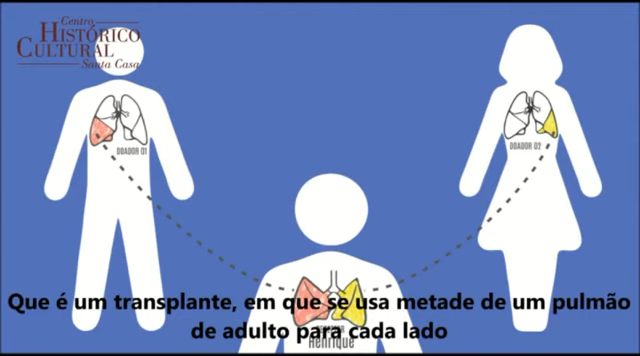 Centro
HISTÓRICO
CULTURAL
Santa Casa
DOADOR 01
DOADOR 02
Que é um transplante, em que se usa metade de um pulmão
de adulto para cada lado
Henrique